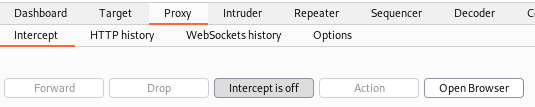 Dashboard Target Proxy Intruder Repeater Sequencer Decoder
Intercept HTTP history WebSockets history Options
Forward Drop Intercept is off Action Open Browser